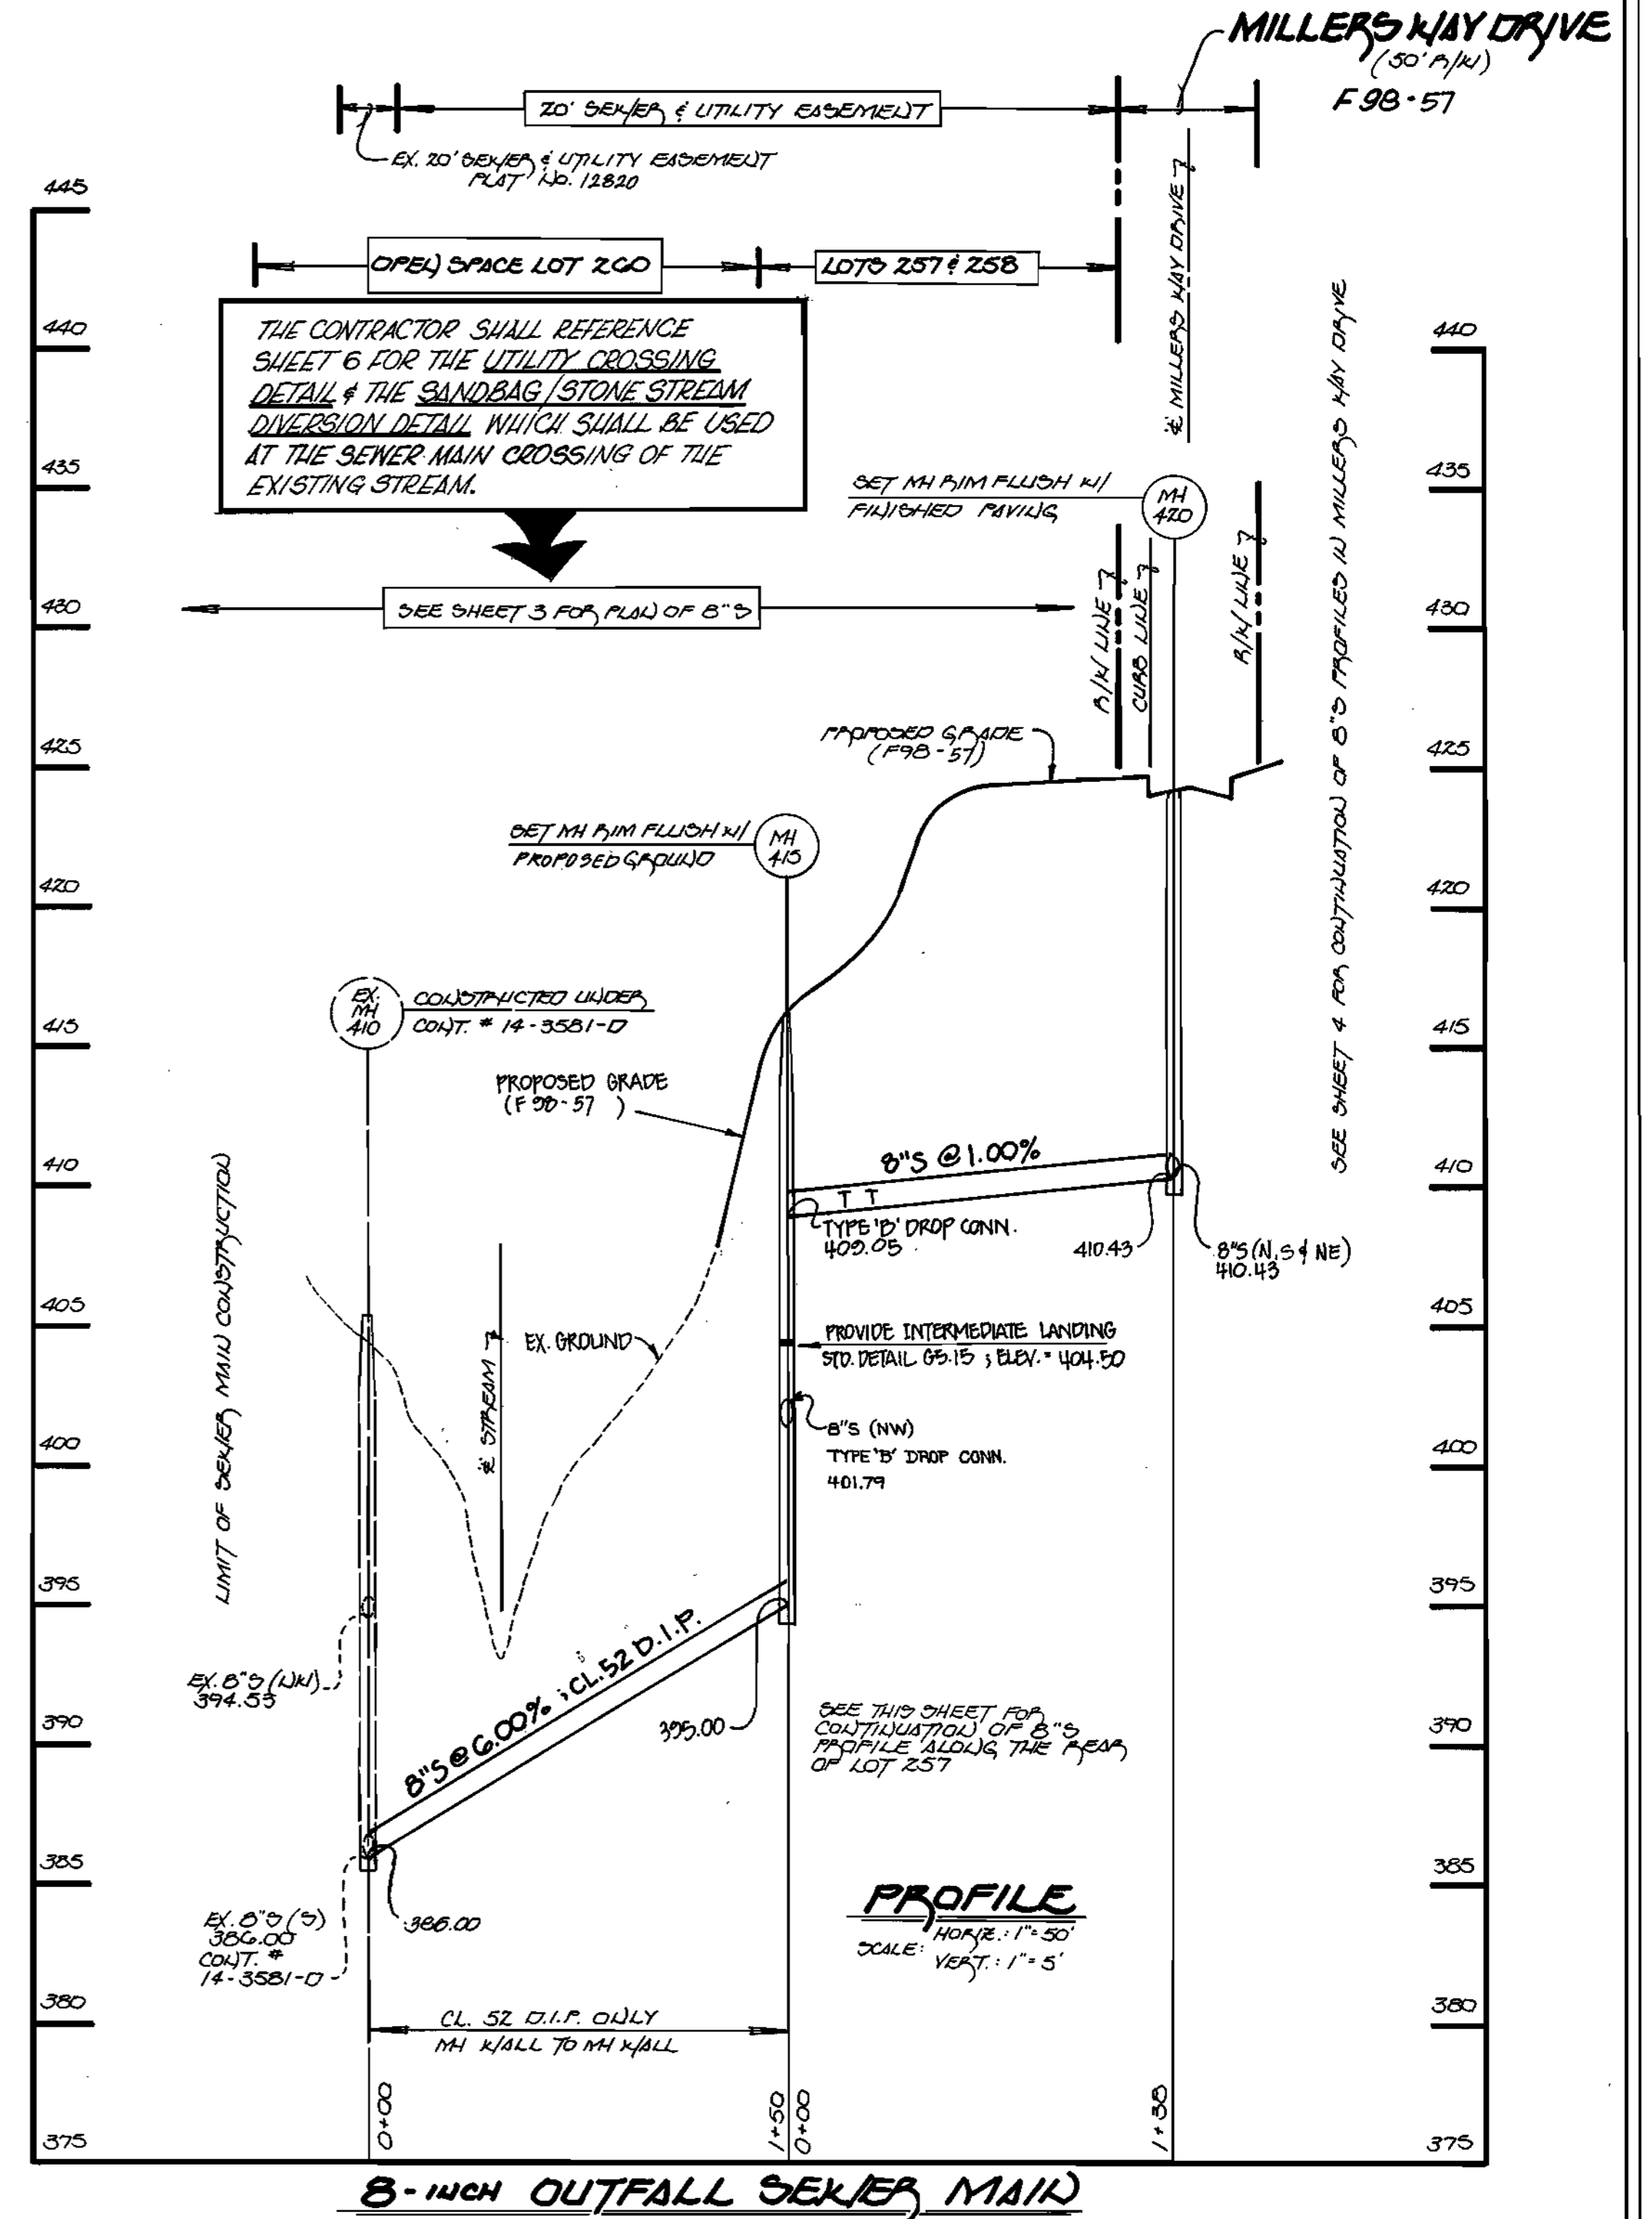 MILLERS WAY DRIVE
(50' R/W)
F98-57
20' SEWER & UTILITY EASEMENT
EX. 20' SEWER & UTILITY EASEMENT
PLAT No. 12820
OPEN SPACE LOT 260
LOTS 257 & 258
℄ MILLERS WAY DRIVE
THE CONTRACTOR SHALL REFERENCE
SHEET 6 FOR THE UTILITY CROSSING
DETAIL & THE SANDBAG/STONE STREAM
DIVERSION DETAIL WHICH SHALL BE USED
AT THE SEWER MAIN CROSSING OF THE
EXISTING STREAM.
SEE SHEET 3 FOR PLAN OF 8"S
SET MH RIM FLUSH W/
FINISHED PAVING
MH
420
R/W LINE
CURB LINE
R/W LINE
SEE SHEET 4 FOR CONTINUATION OF 8"S PROFILES IN MILLERS WAY DRIVE
PROPOSED GRADE
(F98-57)
SET MH RIM FLUSH W/
PROPOSED GROUND
MH
415
EX.
MH
410
CONSTRUCTED UNDER
CONT. # 14-3581-D
PROPOSED GRADE
(F98-57 )
LIMIT OF SEWER MAIN CONSTRUCTION
8"S @ 1.00%
T T
TYPE 'B' DROP CONN.
409.05
410.43
8"S (N,S & NE)
410.43
EX. GROUND
℄ STREAM
PROVIDE INTERMEDIATE LANDING
STD. DETAIL G5.15 ; ELEV. = 404.50
8"S (NW)
TYPE 'B' DROP CONN.
401.79
EX. 8"S (NW)
394.53
8"S @ 6.00% ; CL.52 D.I.P.
395.00
SEE THIS SHEET FOR
CONTINUATION OF 8"S
PROFILE ALONG THE REAR
OF LOT 257
EX. 8"S (S)
386.00
CONT. #
14-3581-D
386.00
PROFILE
SCALE: HORIZ.: 1"=50'
VERT.: 1"=5'
CL. 52 D.I.P. ONLY
MH WALL TO MH WALL
445
440
435
430
425
420
415
410
405
400
395
390
385
380
375
440
435
430
425
420
415
410
405
400
395
390
385
380
375
0+00
1+50
0+00
1+38
8-INCH OUTFALL SEWER MAIN